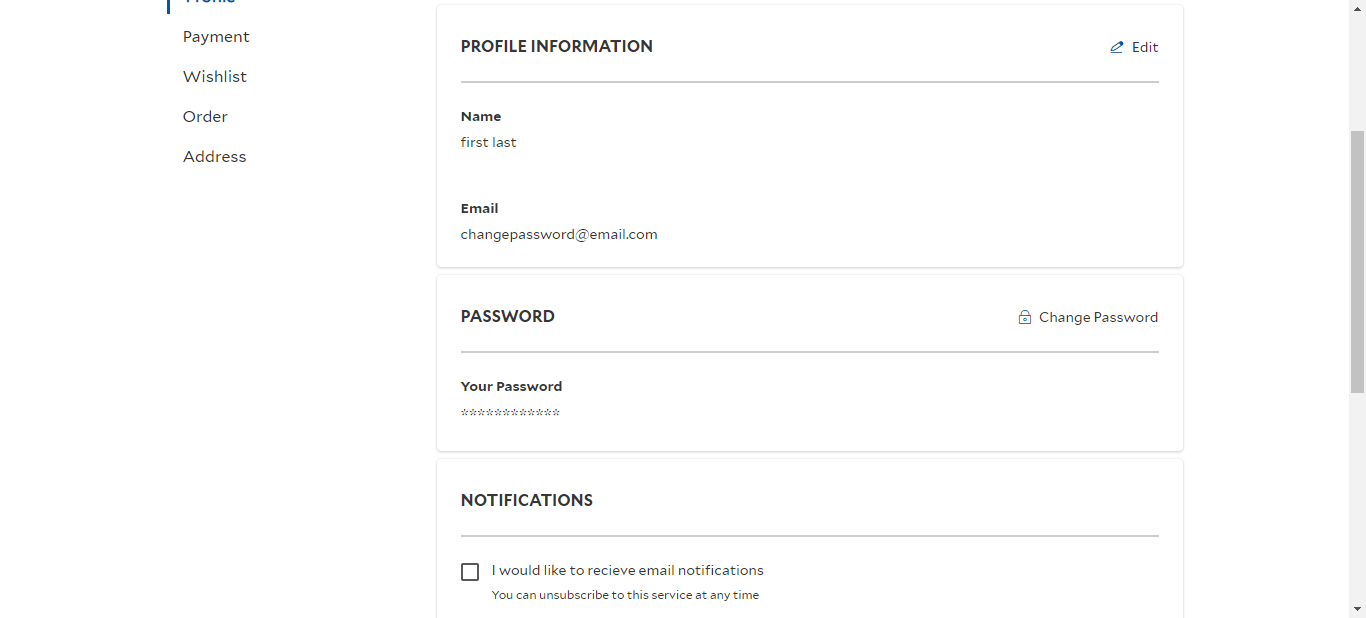 Profile
Payment
Wishlist
Order
Address
PROFILE INFORMATION
Edit
Name
first last
Email
changepassword@email.com
PASSWORD
Change Password
Your Password
************
NOTIFICATIONS
I would like to recieve email notifications
You can unsubscribe to this service at any time